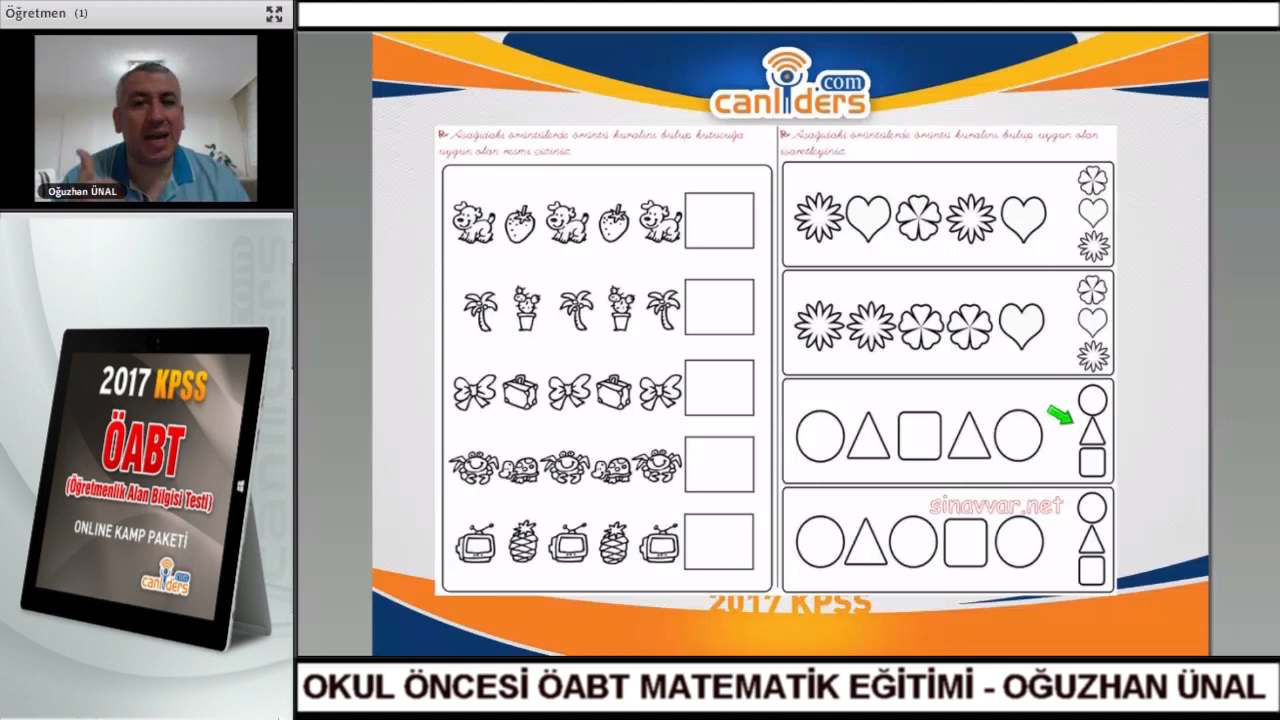 Öğretmen (1)
Oğuzhan ÜNAL
2017 KPSS
ÖABT
(Öğretmenlik Alan Bilgisi Testi)
ONLINE KAMP PAKETİ
canlıders
com
canlıders
com
Aşağıdaki örüntülerde örüntü kuralını bulup kutucuğa
uygun olan resmi çiziniz.
Aşağıdaki örüntülerde örüntü kuralını bulup uygun olan
işaretleyiniz.
sinavvar.net
2017 KPSS
OKUL ÖNCESİ ÖABT MATEMATİK EĞİTİMİ - OĞUZHAN ÜNAL